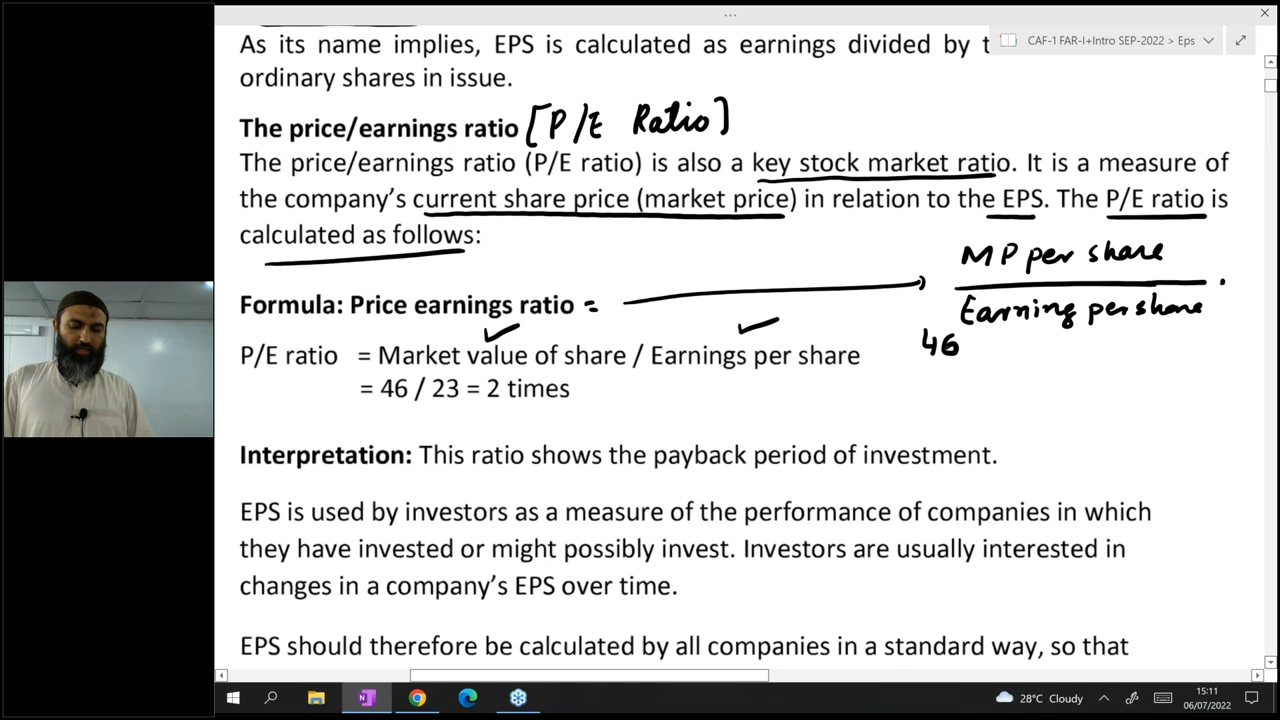 As its name implies, EPS is calculated as earnings divided by t
CAF-1 FAR-I+Intro SEP-2022 > Eps
ordinary shares in issue.
The price/earnings ratio [P/E Ratio]
The price/earnings ratio (P/E ratio) is also a key stock market ratio. It is a measure of
the company's current share price (market price) in relation to the EPS. The P/E ratio is
calculated as follows:
MP per share
Formula: Price earnings ratio =
Earning per share
46
P/E ratio = Market value of share / Earnings per share
= 46 / 23 = 2 times
Interpretation: This ratio shows the payback period of investment.
EPS is used by investors as a measure of the performance of companies in which
they have invested or might possibly invest. Investors are usually interested in
changes in a company's EPS over time.
EPS should therefore be calculated by all companies in a standard way, so that
28°C Cloudy
15:11
06/07/2022